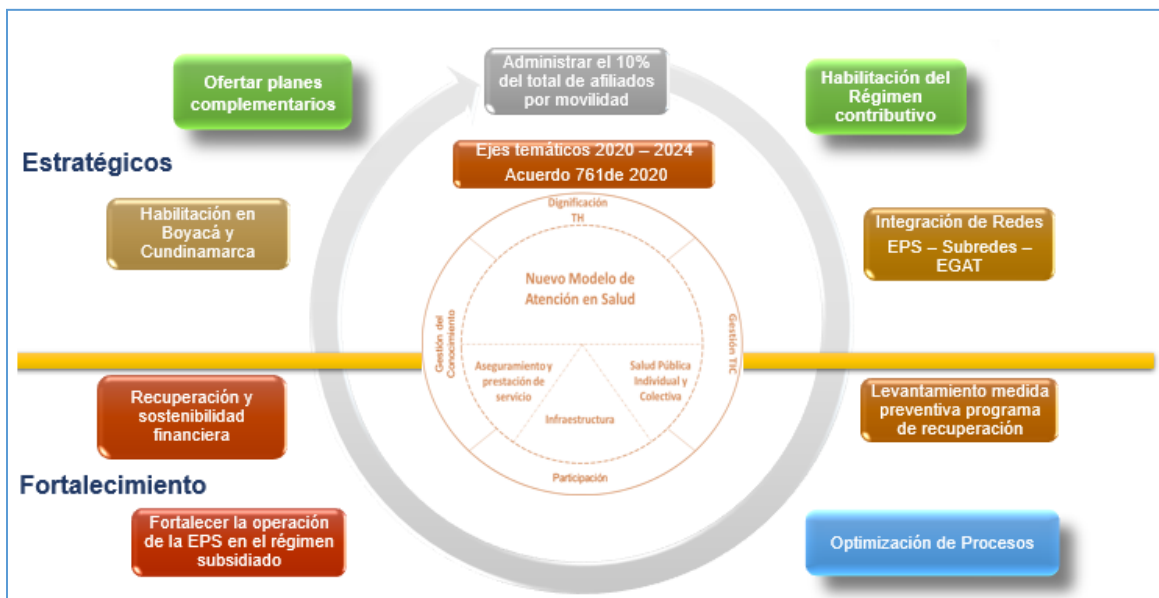 Ofertar planes
complementarios
Administrar el 10%
del total de afiliados
por movilidad
Habilitación del
Régimen
contributivo
Ejes temáticos 2020 – 2024
Acuerdo 761de 2020
Estratégicos
Habilitación en
Boyacá y
Cundinamarca
Integración de Redes
EPS – Subredes –
EGAT
Dignificación
TH
Nuevo Modelo de
Atención en Salud
Gestión del
Conocimiento
Gestión TIC
Aseguramiento y
prestación de
servicio
Salud Pública
Individual y
Colectiva
Infraestructura
Participación
Recuperación y
sostenibilidad
financiera
Levantamiento medida
preventiva programa
de recuperación
Fortalecimiento
Fortalecer la operación
de la EPS en el régimen
subsidiado
Optimización de Procesos